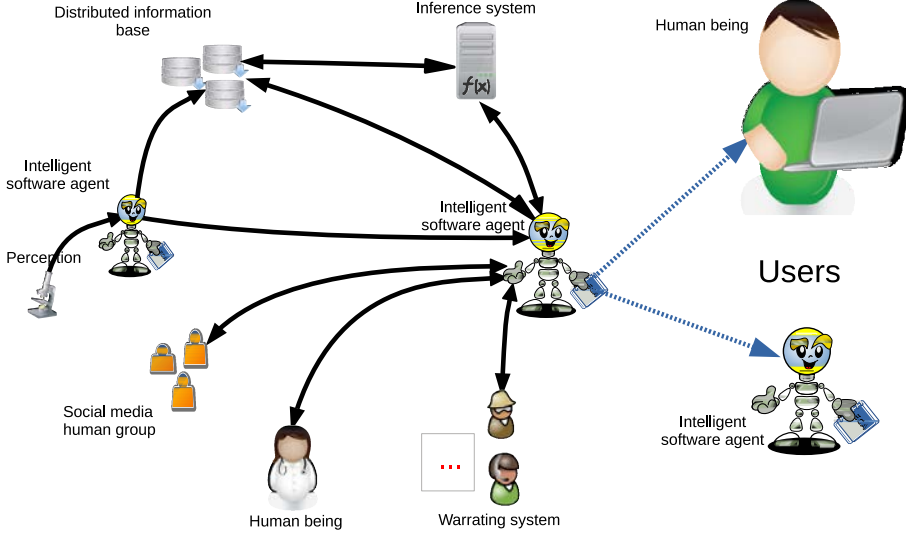 Distributed information
base
Inference system
Human being
f(x)
Intelligent
software agent
Intelligent
software agent
Perception
Users
Social media
human group
Intelligent
software agent
...
Human being
Warrating system